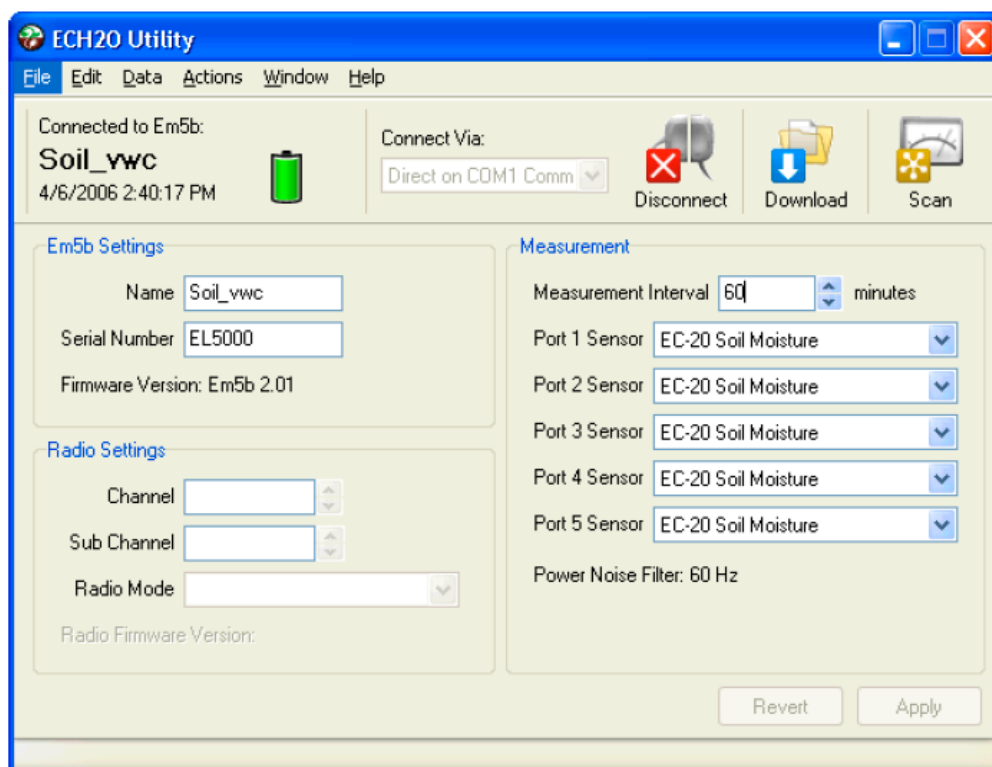 ECH2O Utility
File Edit Data Actions Window Help
Connected to Em5b:
Soil_vwc
4/6/2006 2:40:17 PM
Connect Via:
Direct on COM1 Comm
Disconnect
Download
Scan
Em5b Settings
Name Soil_vwc
Serial Number EL5000
Firmware Version: Em5b 2.01
Radio Settings
Channel
Sub Channel
Radio Mode
Radio Firmware Version:
Measurement
Measurement Interval 60 minutes
Port 1 Sensor EC-20 Soil Moisture
Port 2 Sensor EC-20 Soil Moisture
Port 3 Sensor EC-20 Soil Moisture
Port 4 Sensor EC-20 Soil Moisture
Port 5 Sensor EC-20 Soil Moisture
Power Noise Filter: 60 Hz
Revert Apply